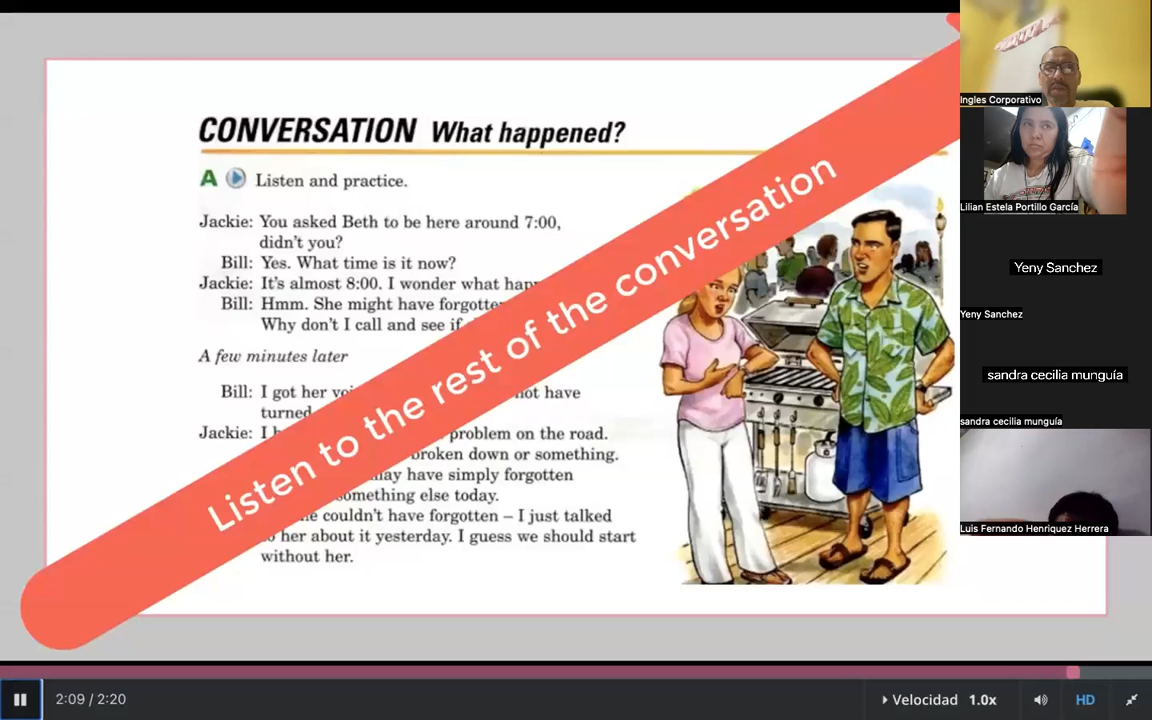 CONVERSATION What happened?
A Listen and practice.
Jackie: You asked Beth to be here around 7:00,
didn't you?
Bill: Yes. What time is it now?
Jackie: It's almost 8:00. I wonder what
Bill: Hmm. She might have
Why don't I call and see if
A few minutes later
Bill: I got her have
turned
Jackie: I problem on the road.
broken down or something.
may have simply forgotten
something else today.
couldn't have forgotten – I just talked
her about it yesterday. I guess we should start
without her.
Listen to the rest of the conversation
Ingles Corporativo
Lilian Estela Portillo García
Yeny Sanchez
Yeny Sanchez
sandra cecilia munguía
sandra cecilia munguía
Luis Fernando Henriquez Herrera
2:09 / 2:20
Velocidad 1.0x
HD